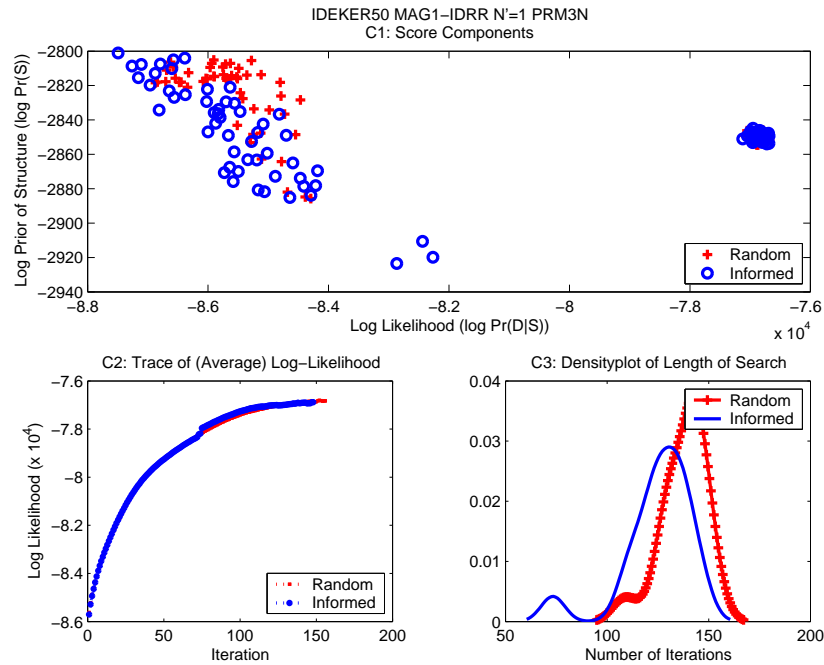 IDEKER50 MAG1−IDRR N'=1 PRM3N
C1: Score Components
Log Prior of Structure (log Pr(S))
−2800
−2820
−2840
−2860
−2880
−2900
−2920
−2940
−8.8
−8.6
−8.4
−8.2
−8
−7.8
−7.6
x 10^4
Log Likelihood (log Pr(D|S))
Random
Informed
C2: Trace of (Average) Log−Likelihood
Log Likelihood (x 10^4)
−7.6
−7.8
−8
−8.2
−8.4
−8.6
0
50
100
150
200
Iteration
Random
Informed
C3: Densityplot of Length of Search
0.04
0.03
0.02
0.01
0
50
100
150
200
Number of Iterations
Random
Informed